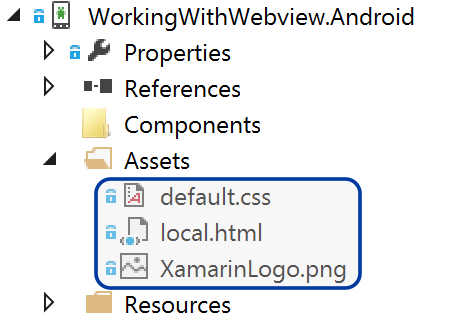 WorkingWithWebview.Android
Properties
References
Components
Assets
default.css
local.html
XamarinLogo.png
Resources